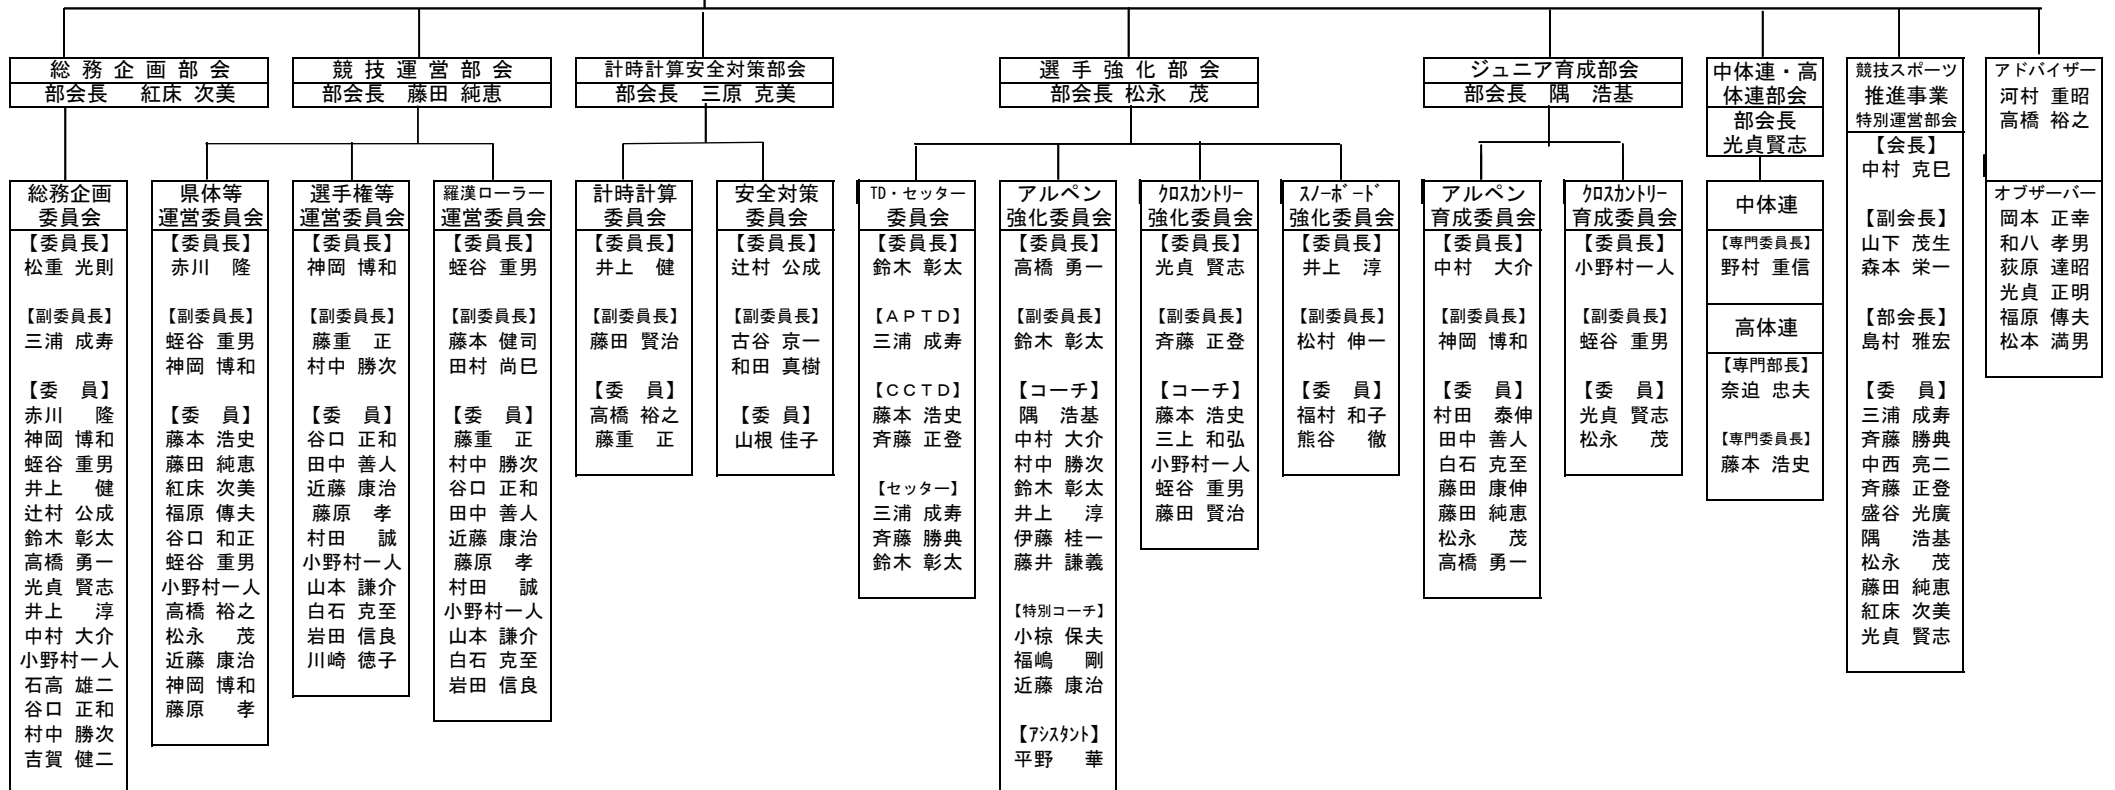 総務企画部会
部会長 紅床 次美
競技運営部会
部会長 藤田 純恵
計時計算安全対策部会
部会長 三原 克美
選手強化部会
部会長 松永 茂
ジュニア育成部会
部会長 隅 浩基
中体連・高
体連部会
部会長
光貞賢志
競技スポーツ
推進事業
特別運営部会
【会長】
中村 克巳
【副会長】
山下 茂生
森本 栄一
【部会長】
島村 雅宏
【委 員】
三浦 成寿
斉藤 勝典
中西 亮二
斉藤 正登
盛谷 光廣
隅 浩基
松永 茂
藤田 純恵
紅床 次美
光貞 賢志
アドバイザー
河村 重昭
高橋 裕之
オブザーバー
岡本 正幸
和八 孝男
荻原 達昭
光貞 正明
福原 傳夫
松本 満男
総務企画
委員会
【委員長】
松重 光則
【副委員長】
三浦 成寿
【委 員】
赤川 隆
神岡 博和
蛭谷 重男
井上 健
辻村 公成
鈴木 彰太
高橋 勇一
光貞 賢志
井上 淳
中村 大介
小野村一人
石高 雄二
谷口 正和
村中 勝次
吉賀 健二
県体等
運営委員会
【委員長】
赤川 隆
【副委員長】
蛭谷 重男
神岡 博和
【委 員】
藤本 浩史
藤田 純恵
紅床 次美
福原 傳夫
谷口 和正
蛭谷 重男
小野村一人
高橋 裕之
松永 茂
近藤 康治
神岡 博和
藤原 孝
選手権等
運営委員会
【委員長】
神岡 博和
【副委員長】
藤重 正
村中 勝次
【委 員】
谷口 正和
田中 善人
近藤 康治
藤原 孝
村田 誠
小野村一人
山本 謙介
白石 克至
岩田 信良
川崎 徳子
羅漢ローラー
運営委員会
【委員長】
蛭谷 重男
【副委員長】
藤本 健司
田村 尚巳
【委 員】
藤重 正
村中 勝次
谷口 正和
田中 善人
近藤 康治
藤原 孝
村田 誠
小野村一人
山本 謙介
白石 克至
岩田 信良
計時計算
委員会
【委員長】
井上 健
【副委員長】
藤田 賢治
【委 員】
高橋 裕之
藤重 正
安全対策
委員会
【委員長】
辻村 公成
【副委員長】
古谷 京一
和田 真樹
【委 員】
山根 佳子
TD・セッター
委員会
【委員長】
鈴木 彰太
【ＡＰＴＤ】
三浦 成寿
【ＣＣＴＤ】
藤本 浩史
斉藤 正登
【セッター】
三浦 成寿
斉藤 勝典
鈴木 彰太
アルペン
強化委員会
【委員長】
高橋 勇一
【副委員長】
鈴木 彰太
【コーチ】
隅 浩基
中村 大介
村中 勝次
鈴木 彰太
井上 淳
伊藤 桂一
藤井 謙義
【特別コーチ】
小椋 保夫
福嶋 剛
近藤 康治
【ｱｼｽﾀﾝﾄ】
平野 華
ｸﾛｽｶﾝﾄﾘｰ
強化委員会
【委員長】
光貞 賢志
【副委員長】
斉藤 正登
【コーチ】
藤本 浩史
三上 和弘
小野村一人
蛭谷 重男
藤田 賢治
ｽﾉｰﾎﾞｰﾄﾞ
強化委員会
【委員長】
井上 淳
【副委員長】
松村 伸一
【委 員】
福村 和子
熊谷 徹
アルペン
育成委員会
【委員長】
中村 大介
【副委員長】
神岡 博和
【委 員】
村田 泰伸
田中 善人
白石 克至
藤田 康伸
藤田 純恵
松永 茂
高橋 勇一
ｸﾛｽｶﾝﾄﾘｰ
育成委員会
【委員長】
小野村一人
【副委員長】
蛭谷 重男
【委 員】
光貞 賢志
松永 茂
中体連
【専門委員長】
野村 重信
高体連
【専門部長】
奈迫 忠夫
【専門委員長】
藤本 浩史